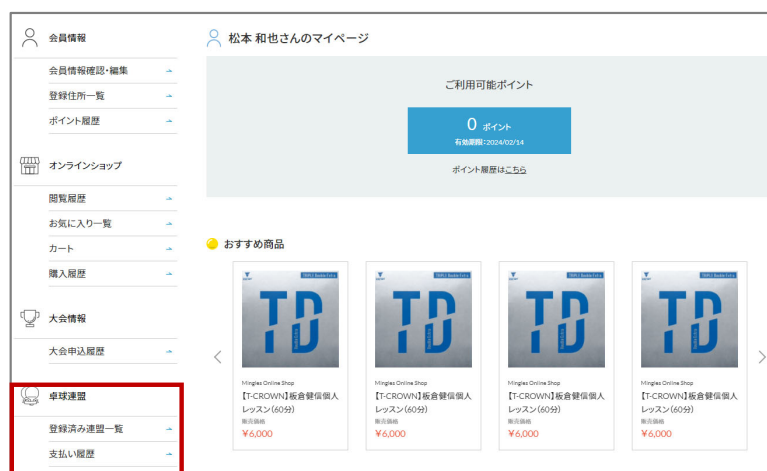 会員情報
会員情報確認・編集
登録住所一覧
ポイント履歴
オンラインショップ
閲覧履歴
お気に入り一覧
カート
購入履歴
大会情報
大会申込履歴
卓球連盟
登録済み連盟一覧
支払い履歴
松本 和也さんのマイページ
ご利用可能ポイント
0 ポイント
有効期限：2024/02/14
ポイント履歴はこちら
おすすめ商品
TD
Mingles Online Shop
【T-CROWN】板倉健信個人
レッスン（60分）
販売価格
¥6,000
TD
Mingles Online Shop
【T-CROWN】板倉健信個人
レッスン（60分）
販売価格
¥6,000
TD
Mingles Online Shop
【T-CROWN】板倉健信個人
レッスン（60分）
販売価格
¥6,000
TD
Mingles Online Shop
【T-CROWN】板倉健信個人
レッスン（60分）
販売価格
¥6,000